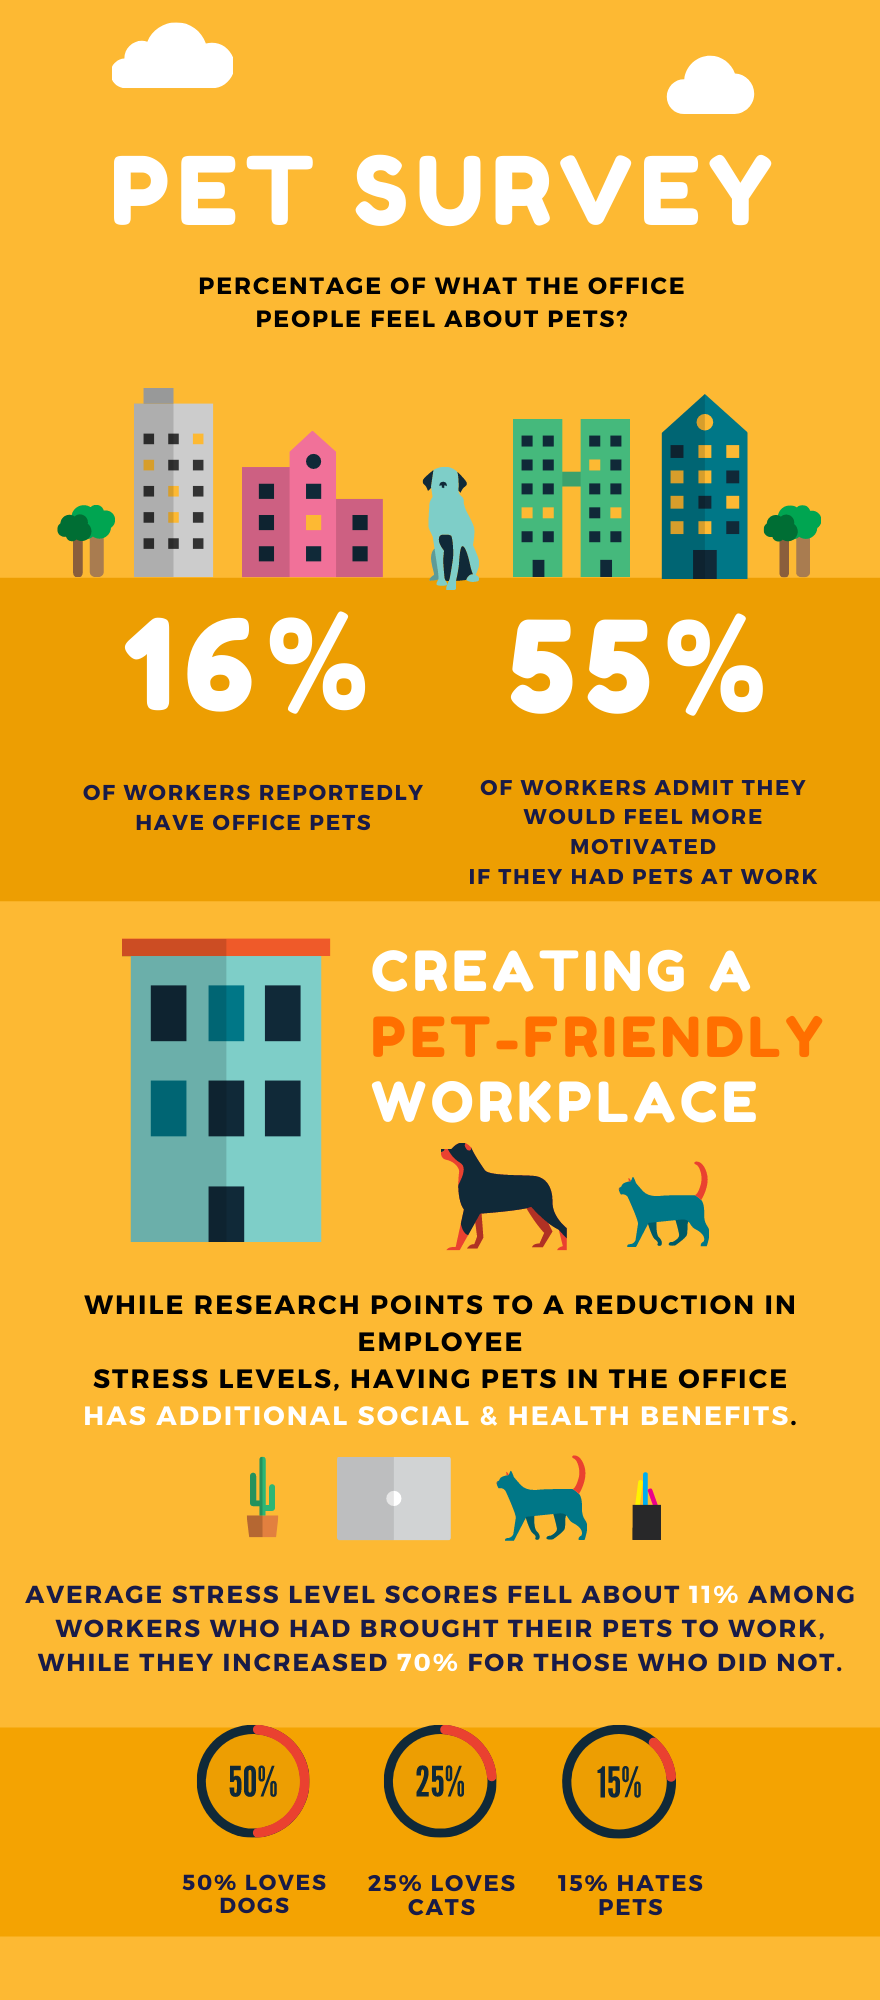 PET SURVEY
PERCENTAGE OF WHAT THE OFFICE
PEOPLE FEEL ABOUT PETS?
16%
OF WORKERS REPORTEDLY
HAVE OFFICE PETS
55%
OF WORKERS ADMIT THEY
WOULD FEEL MORE
MOTIVATED
IF THEY HAD PETS AT WORK
CREATING A
PET-FRIENDLY
WORKPLACE
WHILE RESEARCH POINTS TO A REDUCTION IN
EMPLOYEE
STRESS LEVELS, HAVING PETS IN THE OFFICE
HAS ADDITIONAL SOCIAL & HEALTH BENEFITS.
AVERAGE STRESS LEVEL SCORES FELL ABOUT 11% AMONG
WORKERS WHO HAD BROUGHT THEIR PETS TO WORK,
WHILE THEY INCREASED 70% FOR THOSE WHO DID NOT.
50%
50% LOVES
DOGS
25%
25% LOVES
CATS
15%
15% HATES
PETS